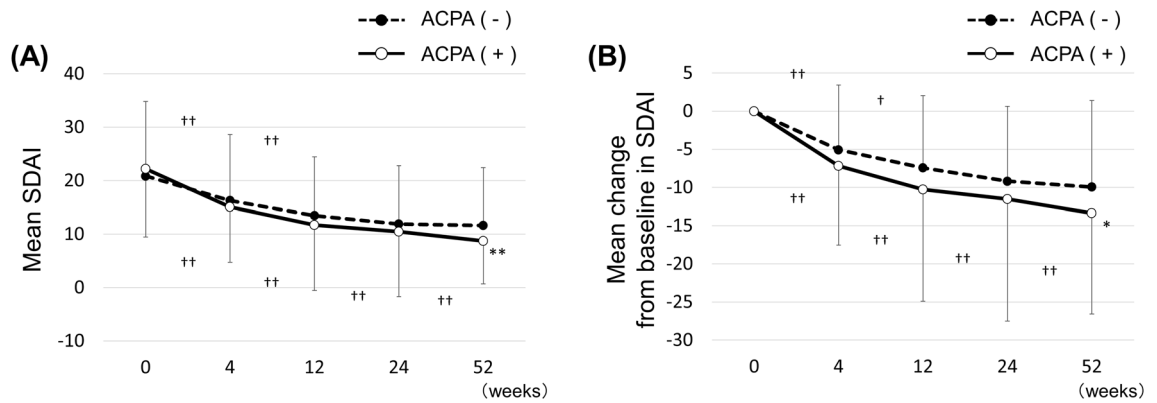 ACPA ( - )
ACPA ( + )
(A)
40
30
20
10
0
-10
Mean SDAI
††
††
††
††
††
††
**
0 4 12 24 52
(weeks)
ACPA ( - )
ACPA ( + )
(B)
5
0
-5
-10
-15
-20
-25
-30
Mean change
from baseline in SDAI
††
†
††
††
††
††
*
0 4 12 24 52
(weeks)